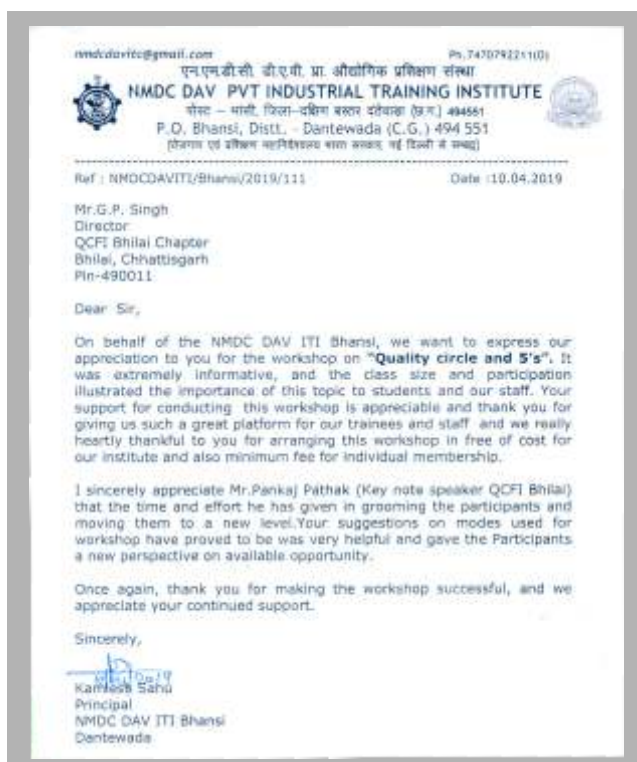 nmdcdavitc@gmail.com Ph.7470792211(O)
एन.एम.डी.सी. डी.ए.वी. प्रा. औद्योगिक प्रशिक्षण संस्था
NMDC DAV PVT INDUSTRIAL TRAINING INSTITUTE
पोस्ट – भांसी, जिला–दक्षिण बस्तर दंतेवाडा (छ.ग.) 494551
P.O. Bhansi, Distt. - Dantewada (C.G.) 494 551
Ref : NMDCDAVITI/Bhansi/2019/111 Date :10.04.2019
Mr.G.P. Singh
Director
QCFI Bhilai Chapter
Bhilai, Chhattisgarh
Pin-490011
Dear Sir,
On behalf of the NMDC DAV ITI Bhansi, we want to express our
appreciation to you for the workshop on "Quality circle and 5's". It
was extremely informative, and the class size and participation
illustrated the importance of this topic to students and our staff. Your
support for conducting this workshop is appreciable and thank you for
giving us such a great platform for our trainees and staff and we really
heartly thankful to you for arranging this workshop in free of cost for
our institute and also minimum fee for individual membership.
I sincerely appreciate Mr.Pankaj Pathak (Key note speaker QCFI Bhilai)
that the time and effort he has given in grooming the participants and
moving them to a new level.Your suggestions on modes used for
workshop have proved to be was very helpful and gave the Participants
a new perspective on available opportunity.
Once again, thank you for making the workshop successful, and we
appreciate your continued support.
Sincerely,
Kamlesh Sahu
Principal
NMDC DAV ITI Bhansi
Dantewada